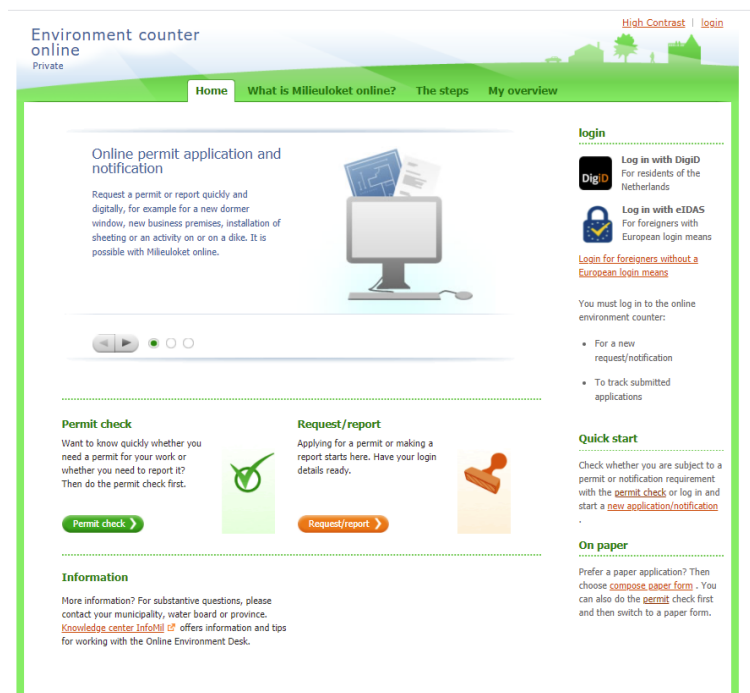 High Contrast | login
Environment counter
online
Private
Home What is Milieuloket online? The steps My overview
Online permit application and
notification
Request a permit or report quickly and
digitally, for example for a new dormer
window, new business premises, installation of
sheeting or an activity on or on a dike. It is
possible with Milieuloket online.
Permit check
Want to know quickly whether you
need a permit for your work or
whether you need to report it?
Then do the permit check first.
Permit check
Request/report
Applying for a permit or making a
report starts here. Have your login
details ready.
Request/report
Information
More information? For substantive questions, please
contact your municipality, water board or province.
Knowledge center InfoMil offers information and tips
for working with the Online Environment Desk.
login
DigiD
Log in with DigiD
For residents of the
Netherlands
Log in with eIDAS
For foreigners with
European login means
Login for foreigners without a
European login means
You must log in to the online
environment counter:
• For a new
request/notification
• To track submitted
applications
Quick start
Check whether you are subject to a
permit or notification requirement
with the permit check or log in and
start a new application/notification
.
On paper
Prefer a paper application? Then
choose compose paper form . You
can also do the permit check first
and then switch to a paper form.